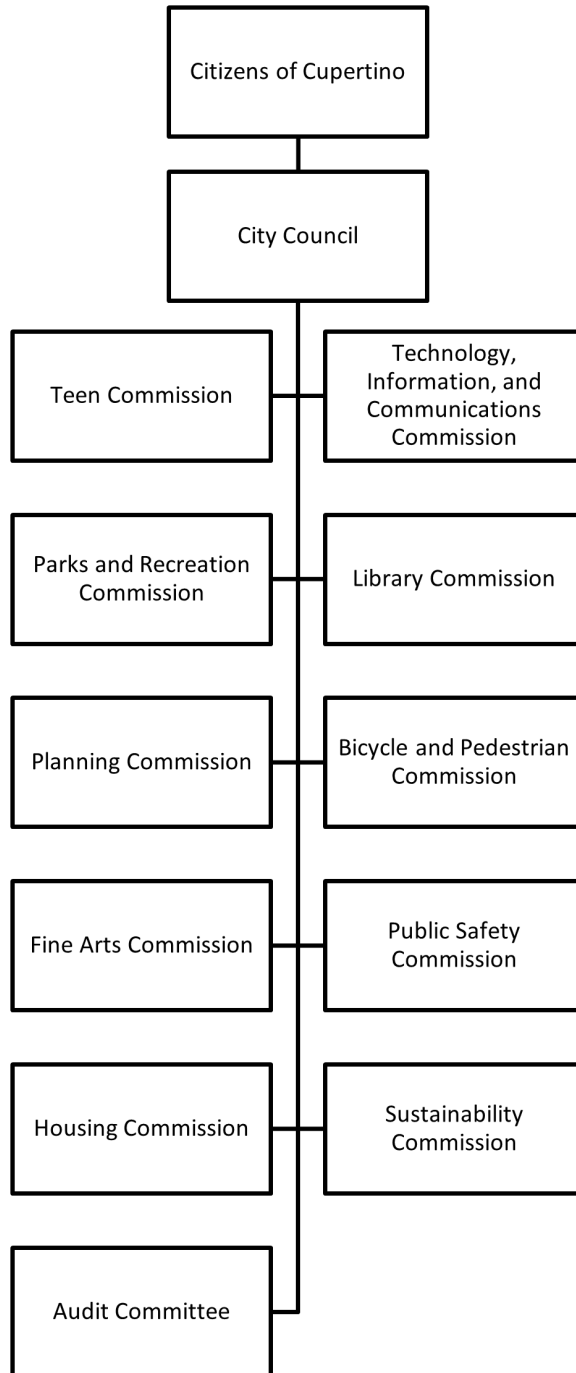 Citizens of Cupertino
City Council
Teen Commission
Technology,
Information, and
Communications
Commission
Parks and Recreation
Commission
Library Commission
Planning Commission
Bicycle and Pedestrian
Commission
Fine Arts Commission
Public Safety
Commission
Housing Commission
Sustainability
Commission
Audit Committee